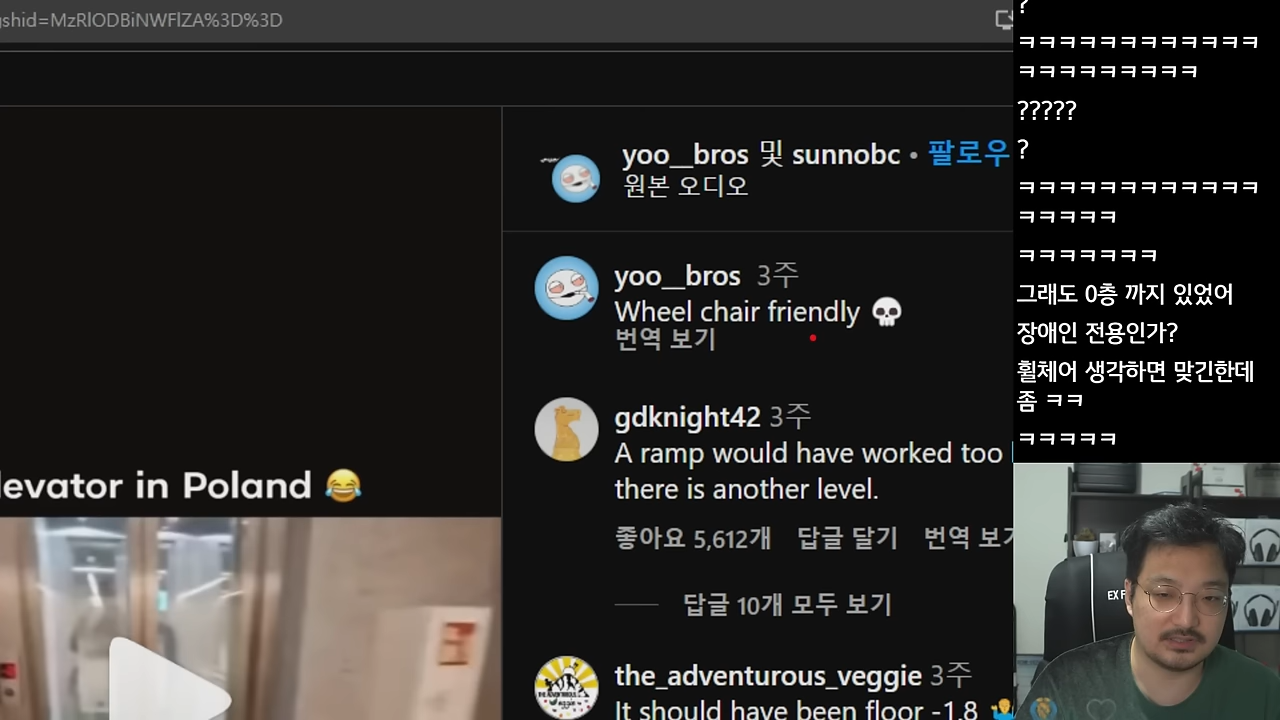 gshid=MzRlODBiNWFlZA%3D%3D
yoo__bros 및 sunnobc • 팔로우
원본 오디오
yoo__bros 3주
Wheel chair friendly 💀
번역 보기
gdknight42 3주
A ramp would have worked too
there is another level.
좋아요 5,612개 답글 달기 번역 보기
답글 10개 모두 보기
the_adventurous_veggie 3주
It should have been floor -1.8 🤷‍♂️
levator in Poland 😂
?
ㅋㅋㅋㅋㅋㅋㅋㅋㅋㅋㅋㅋ
ㅋㅋㅋㅋㅋㅋㅋㅋㅋ
?????
?
ㅋㅋㅋㅋㅋㅋㅋㅋㅋㅋㅋㅋ
ㅋㅋㅋㅋㅋ
ㅋㅋㅋㅋㅋㅋㅋ
그래도 0층 까지 있었어
장애인 전용인가?
휠체어 생각하면 맞긴한데
좀 ㅋㅋ
ㅋㅋㅋㅋㅋ
EX F